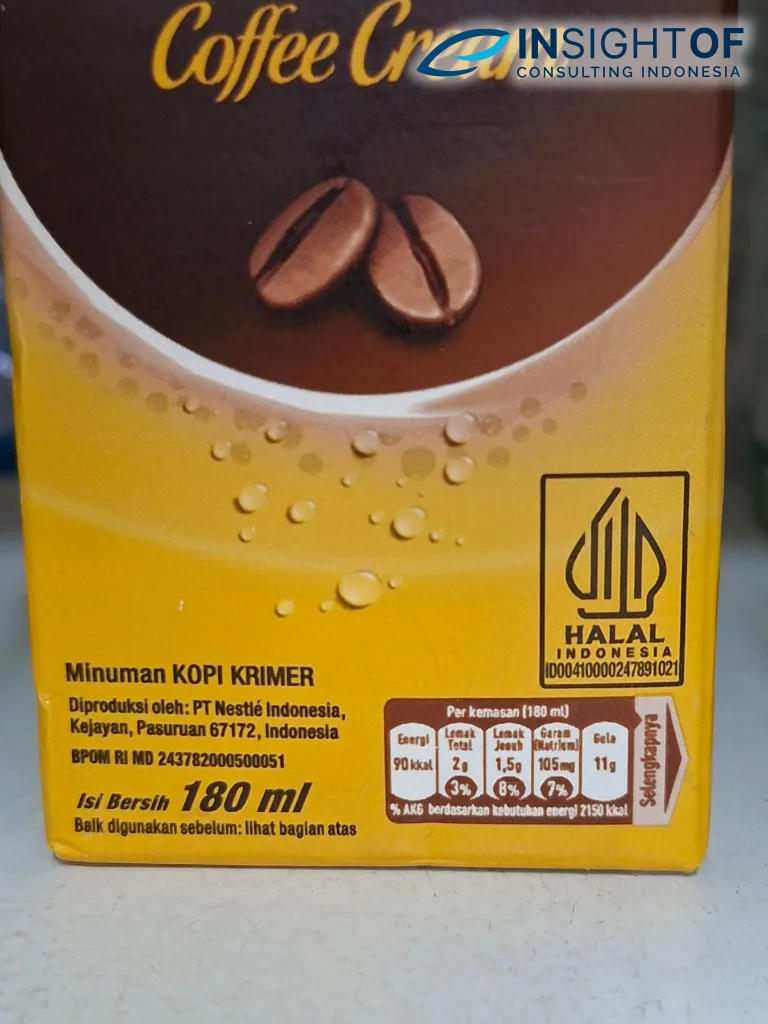 Coffee Cream
INSIGHTOF
CONSULTING INDONESIA
HALAL
INDONESIA
ID00410000247891021
Minuman KOPI KRIMER
Diproduksi oleh: PT Nestlé Indonesia,
Kejayan, Pasuruan 67172, Indonesia
BPOM RI MD 243782000500051
Isi Bersih 180 ml
Baik digunakan sebelum: lihat bagian atas
Per kemasan (180 ml)
Energi
90 kkal
Lemak
Total
2g
3%
Lemak
Jenuh
1,5g
8%
Garam
(Natrium)
105mg
7%
Gula
11g
% AKG berdasarkan kebutuhan energi 2150 kkal
Selengkapnya